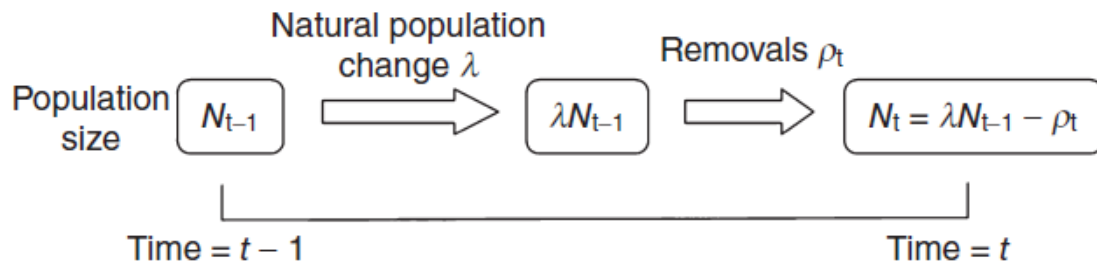 Natural population
change λ
Removals ρt
Population
size
Nt–1
λNt–1
Nt = λNt–1 – ρt
Time = t – 1
Time = t